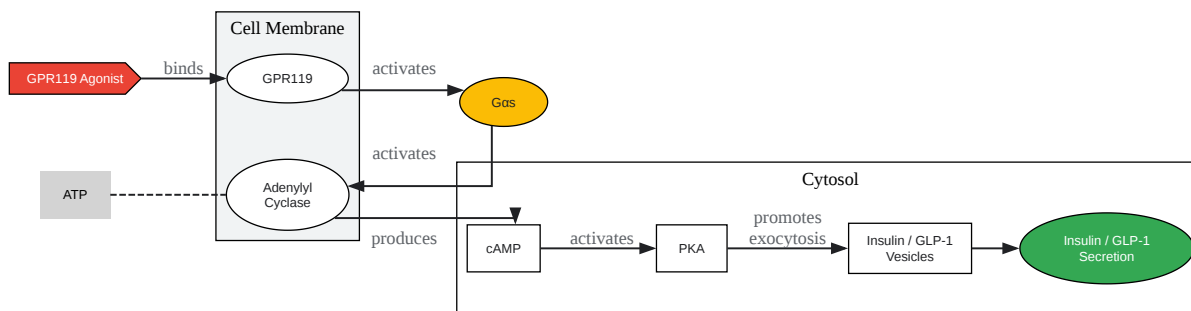 Cell Membrane
GPR119 Agonist
binds
GPR119
activates
Gαs
activates
ATP
Adenylyl
Cyclase
produces
Cytosol
cAMP
activates
PKA
promotes
exocytosis
Insulin / GLP-1
Vesicles
Insulin / GLP-1
Secretion